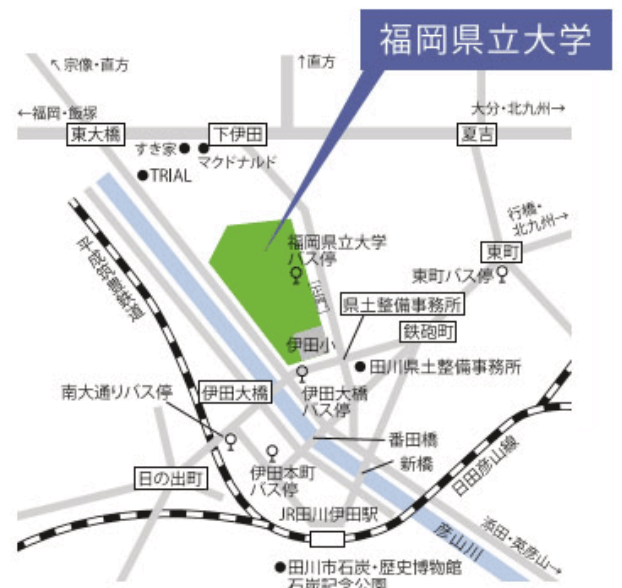 福岡県立大学
↖宗像・直方
↑直方
←福岡・飯塚
大分・北九州→
東大橋
下伊田
夏吉
すき家
マクドナルド
TRIAL
行橋・
北九州→
平成筑豊鉄道
福岡県立大学
バス停
東町
東町バス停
(正門)
県土整備事務所
鉄砲町
伊田小
田川県土整備事務所
南大通りバス停
伊田大橋
伊田大橋
バス停
番田橋
新橋
日の出町
伊田本町
バス停
日田彦山線
JR田川伊田駅
彦山川
添田・英彦山→
田川市石炭・歴史博物館
石炭記念公園